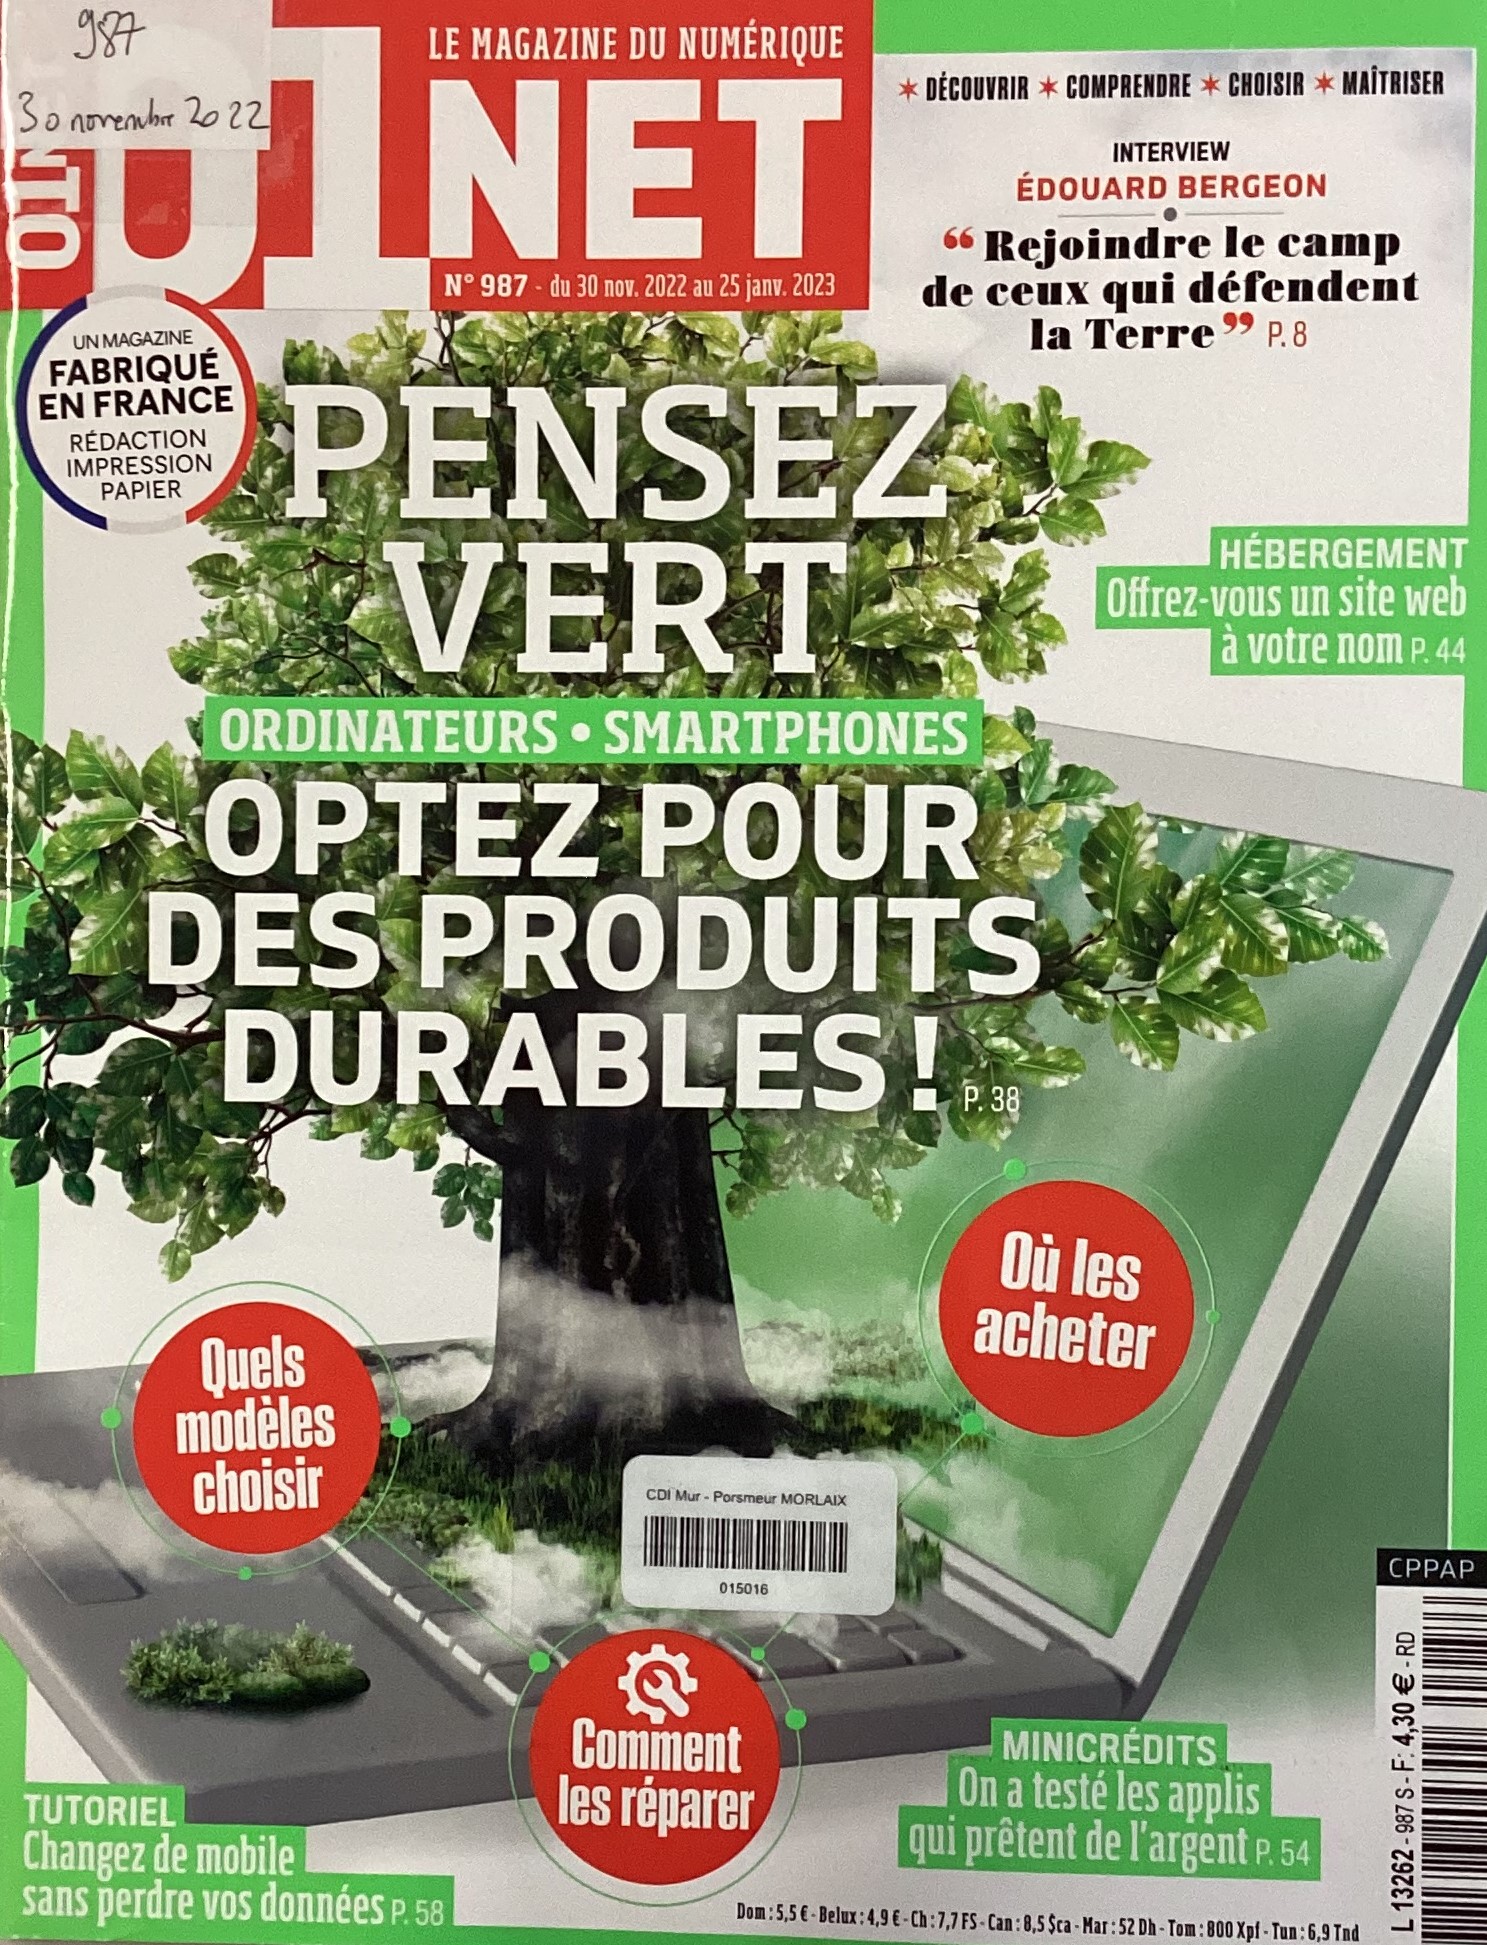 987
30 novembre 2022
01NET
LE MAGAZINE DU NUMÉRIQUE
01NET
N° 987 - du 30 nov. 2022 au 25 janv. 2023
✶ DÉCOUVRIR ✶ COMPRENDRE ✶ CHOISIR ✶ MAÎTRISER
INTERVIEW
ÉDOUARD BERGEON
“ Rejoindre le camp
de ceux qui défendent
la Terre ” P. 8
UN MAGAZINE
FABRIQUÉ
EN FRANCE
RÉDACTION
IMPRESSION
PAPIER
PENSEZ
VERT
HÉBERGEMENT
Offrez-vous un site web
à votre nom P. 44
ORDINATEURS • SMARTPHONES
OPTEZ POUR
DES PRODUITS
DURABLES ! P. 38
Où les
acheter
Quels
modèles
choisir
CDI Mur - Porsmeur MORLAIX
015016
Comment
les réparer
CPPAP
L 13262 - 987 S - F: 4,30 € - RD
MINICRÉDITS
On a testé les applis
qui prêtent de l'argent P. 54
TUTORIEL
Changez de mobile
sans perdre vos données P. 58
Dom : 5,5 € - Belux : 4,9 € - Ch : 7,7 FS - Can : 8,5 $ca - Mar : 52 Dh - Tom : 800 Xpf - Tun : 6,9 Tnd